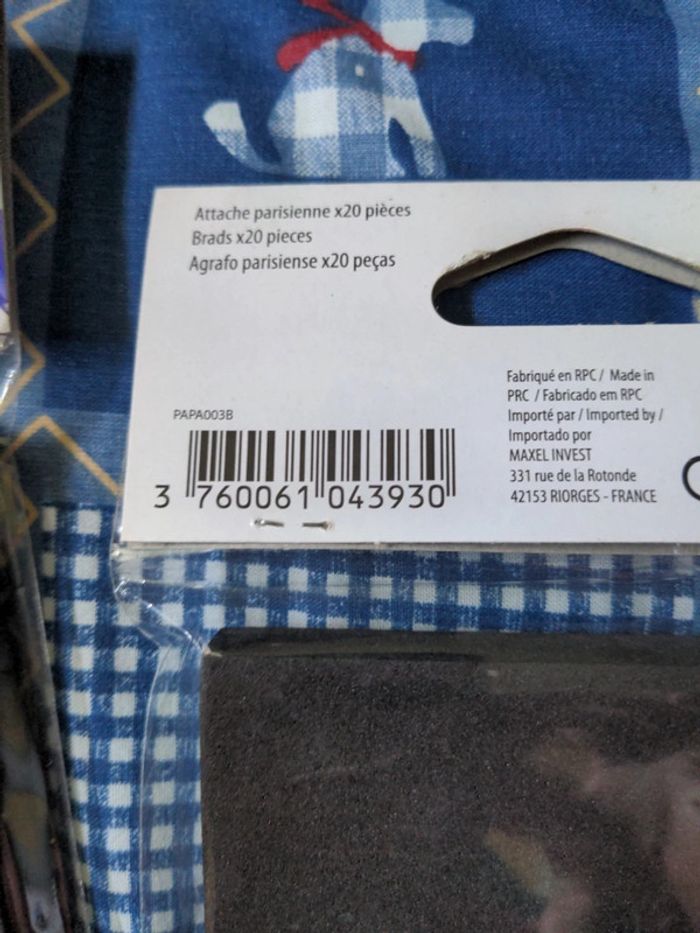 Attache parisienne x20 pièces
Brads x20 pieces
Agrafo parisiense x20 peças
Fabriqué en RPC / Made in
PRC / Fabricado em RPC
Importé par / Imported by /
Importado por
MAXEL INVEST
331 rue de la Rotonde
42153 RIORGES - FRANCE
PAPA003B
3 760061 043930